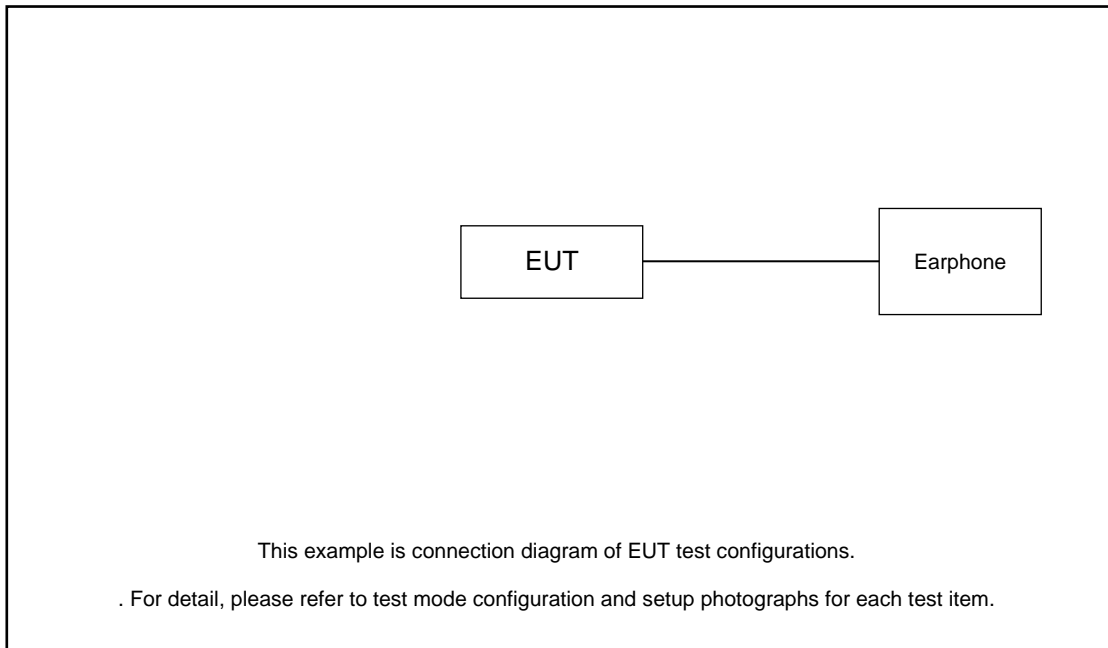 EUT
Earphone
This example is connection diagram of EUT test configurations.
. For detail, please refer to test mode configuration and setup photographs for each test item.